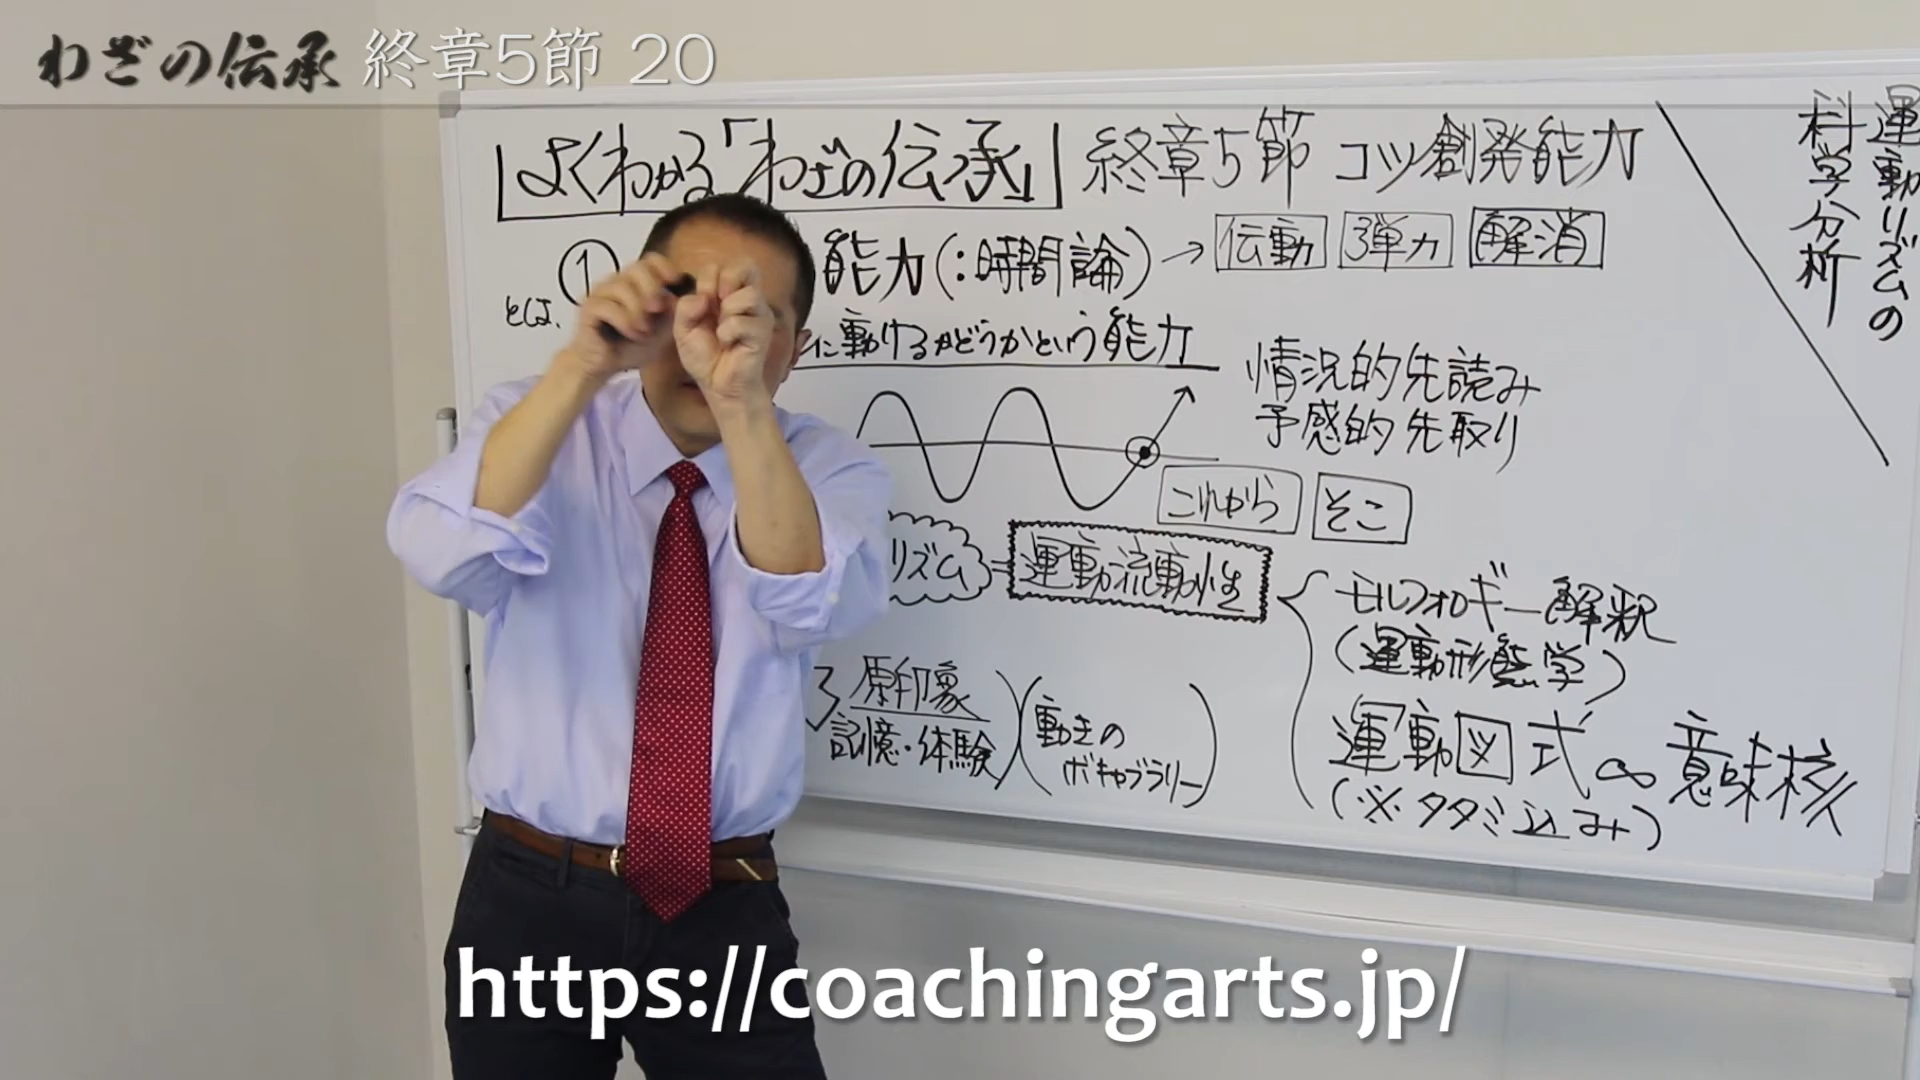 わざの伝承 終章5節 20
よくわかる「わざの伝承」 終章5節 コツ創発能力
① 能力(:時間論)→ 伝動 弾力 解消
とは、
に動けるかどうかという能力
情況的先読み
予感的先取り
これから そこ
リズム = 運動流動性
モルフォロギー解釈
(運動形態学)
原印象
記憶・体験
動きの
ボキャブラリー
運動図式∞意味核
(※タタミ込み)
運動リズムの
科学分析
https://coachingarts.jp/